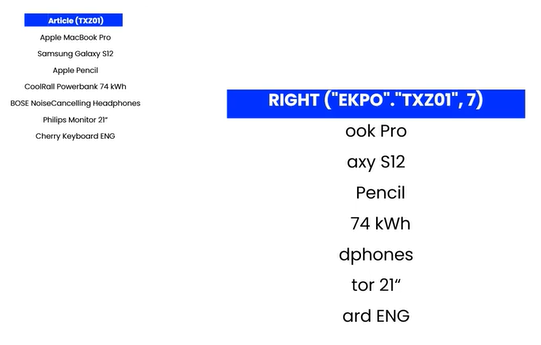 Article (TXZ01)
Apple MacBook Pro
Samsung Galaxy S12
Apple Pencil
CoolRall Powerbank 74 kWh
BOSE NoiseCancelling Headphones
Philips Monitor 21“
Cherry Keyboard ENG
RIGHT ("EKPO"."TXZ01", 7)
ook Pro
axy S12
Pencil
74 kWh
dphones
tor 21“
ard ENG